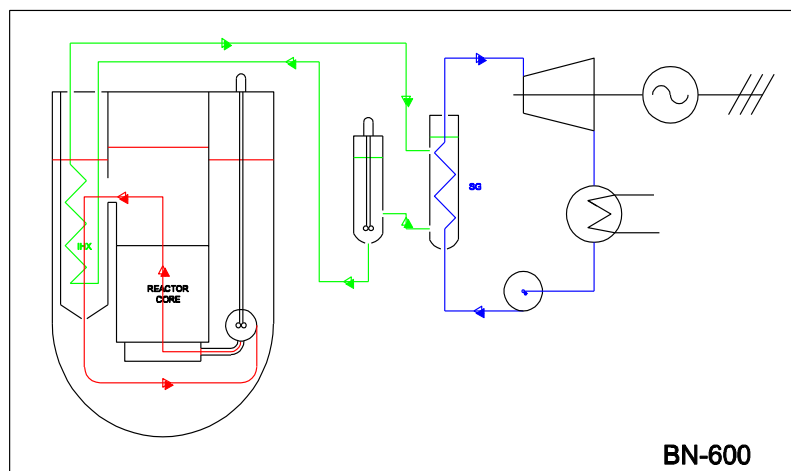 SG
IHX
REACTOR
CORE
BN-600